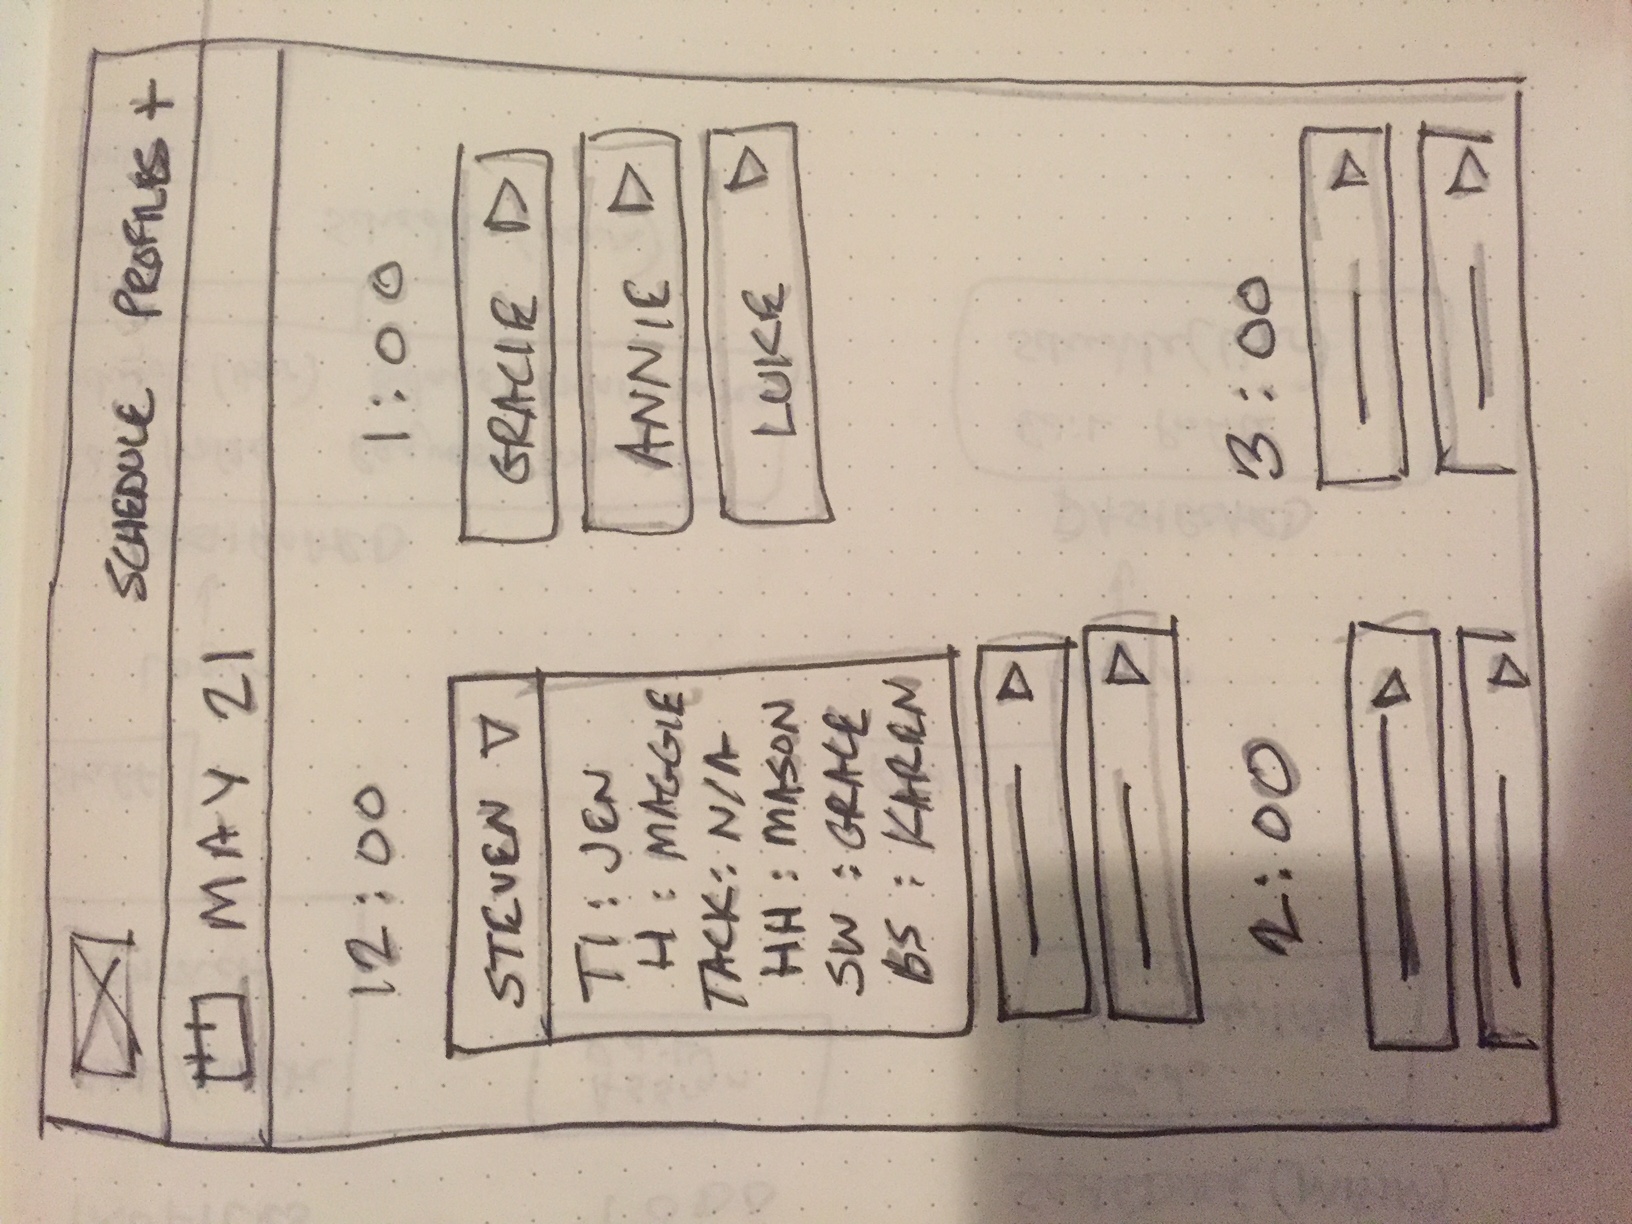 SCHEDULE PROFILES +
MAY 21
12:00
STEVEN
TI : JEN
H : MAGGIE
TACK : N/A
HH : MASON
SW : GRACE
BS : KAREN
1:00
GRACIE
ANNIE
LUKE
2:00
3:00